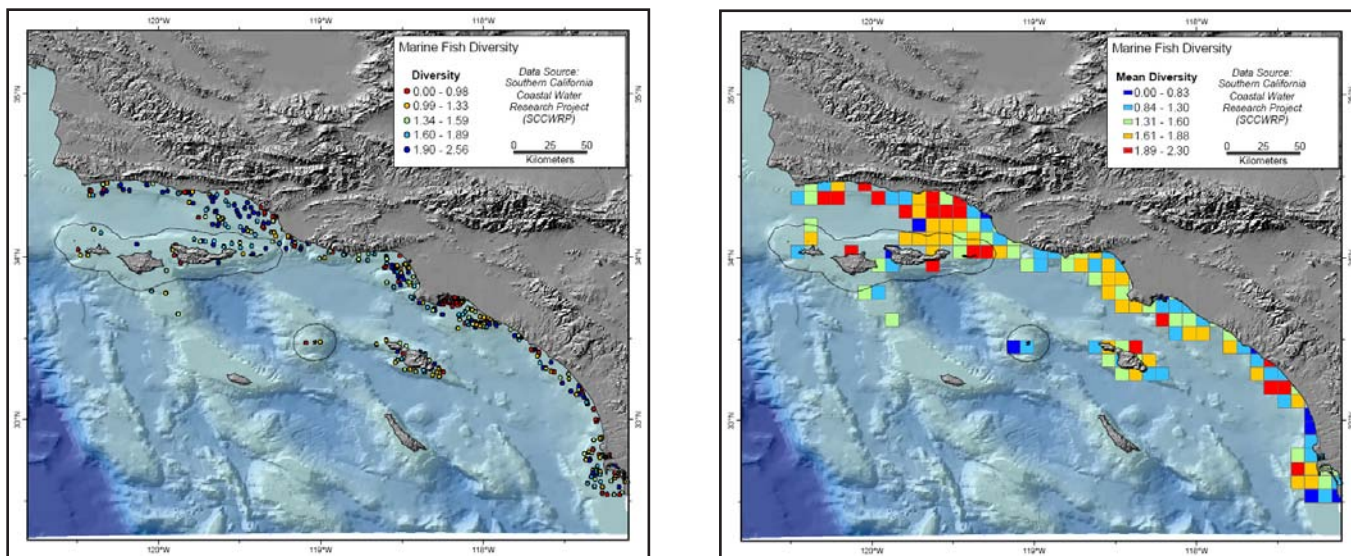 120°W 119°W 118°W
Marine Fish Diversity
Diversity
0.00 - 0.98
0.99 - 1.33
1.34 - 1.59
1.60 - 1.89
1.90 - 2.56
Data Source:
Southern California
Coastal Water
Research Project
(SCCWRP)
0 25 50
Kilometers
35°N
34°N
33°N
120°W 119°W 118°W
120°W 119°W 118°W
Marine Fish Diversity
Mean Diversity
0.00 - 0.83
0.84 - 1.30
1.31 - 1.60
1.61 - 1.88
1.89 - 2.30
Data Source:
Southern California
Coastal Water
Research Project
(SCCWRP)
0 25 50
Kilometers
35°N
35°N
34°N
34°N
33°N
33°N
120°W 119°W 118°W